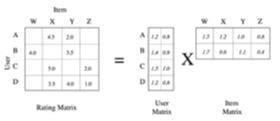 Item
W X Y Z
A 4.5 2.0
B 4.0 3.5
C 5.0 2.0
D 3.5 4.0 1.0
User
Rating Matrix
=
A 1.2 0.8
B 1.4 0.9
C 1.5 1.0
D 1.2 0.8
User
Matrix
X
W X Y Z
1.5 1.2 1.0 0.8
1.7 0.6 1.1 0.4
Item
Matrix